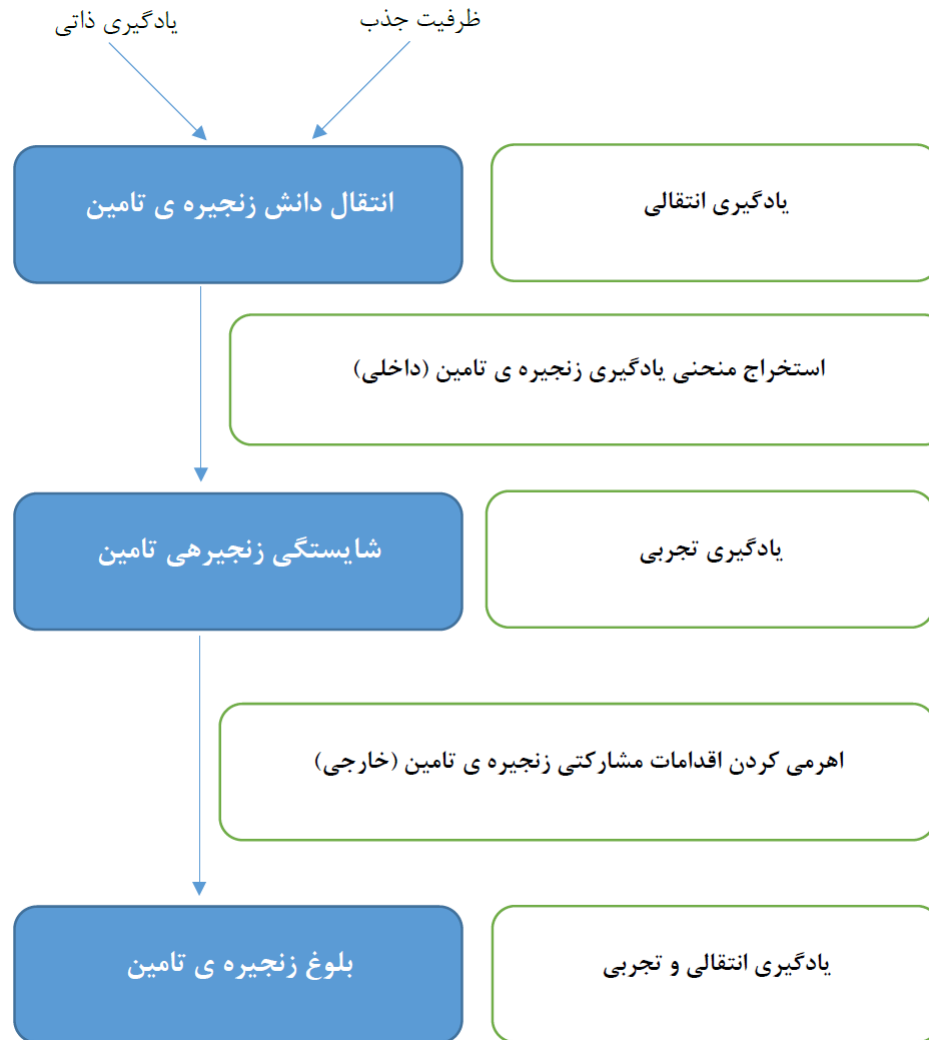 ظرفیت جذب
یادگیری ذاتی
یادگیری انتقالی
انتقال دانش زنجیره ی تامین
استخراج منحنی یادگیری زنجیره ی تامین (داخلی)
یادگیری تجربی
شایستگی زنجیرهی تامین
اهرمی کردن اقدامات مشارکتی زنجیره ی تامین (خارجی)
یادگیری انتقالی و تجربی
بلوغ زنجیره ی تامین